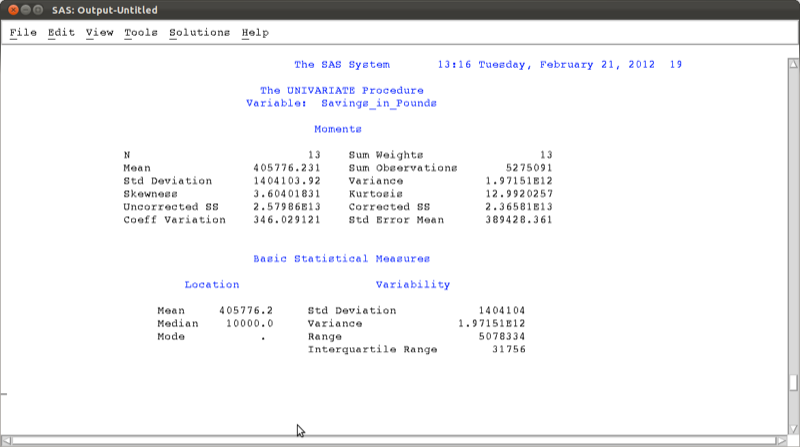 SAS: Output-Untitled
File Edit View Tools Solutions Help
The SAS System 13:16 Tuesday, February 21, 2012 19
The UNIVARIATE Procedure
Variable: Savings_in_Pounds
Moments
N 13 Sum Weights 13
Mean 405776.231 Sum Observations 5275091
Std Deviation 1404103.92 Variance 1.97151E12
Skewness 3.60401831 Kurtosis 12.9920257
Uncorrected SS 2.57986E13 Corrected SS 2.36581E13
Coeff Variation 346.029121 Std Error Mean 389428.361
Basic Statistical Measures
Location Variability
Mean 405776.2 Std Deviation 1404104
Median 10000.0 Variance 1.97151E12
Mode . Range 5078334
Interquartile Range 31756